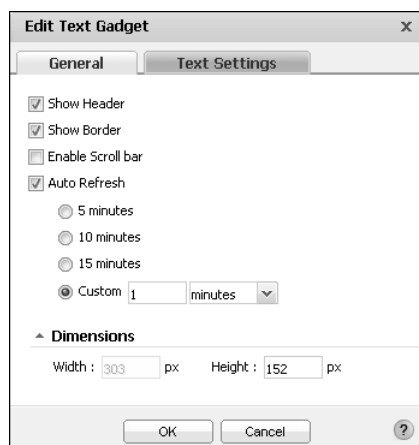 Edit Text Gadget x
General Text Settings
Show Header
Show Border
Enable Scroll bar
Auto Refresh
5 minutes
10 minutes
15 minutes
Custom 1 minutes
Dimensions
Width : 303 px Height : 152 px
OK Cancel ?